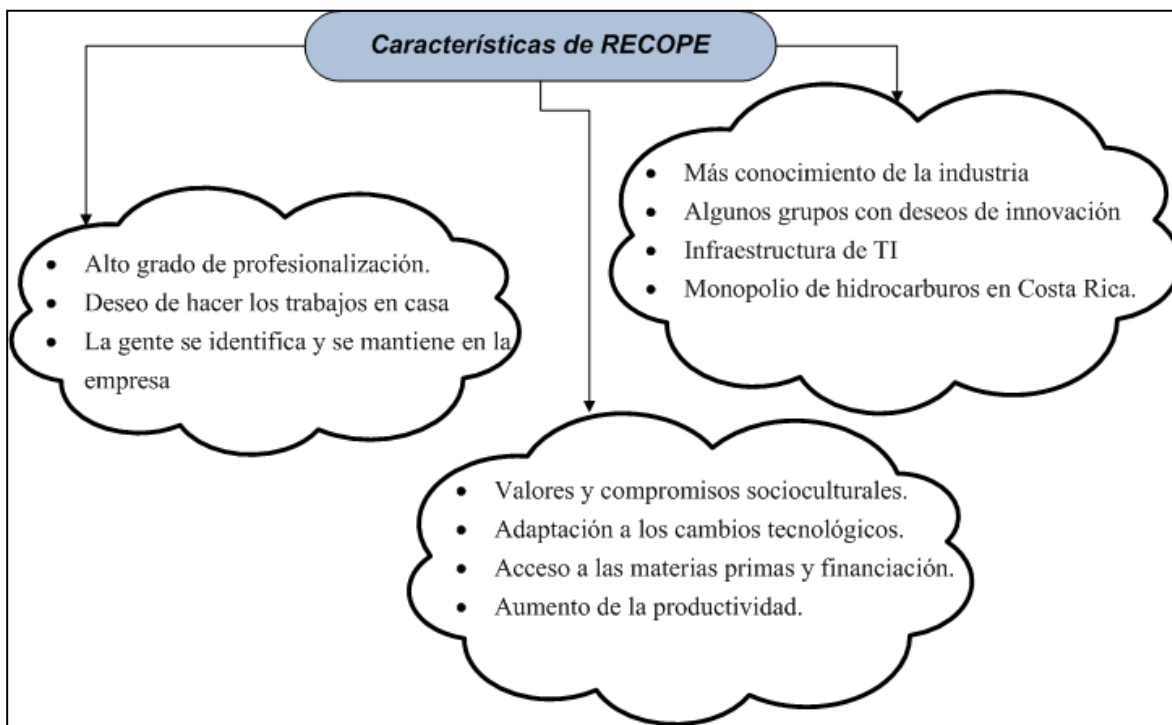 Características de RECOPE
• Alto grado de profesionalización.
• Deseo de hacer los trabajos en casa
• La gente se identifica y se mantiene en la
empresa
• Más conocimiento de la industria
• Algunos grupos con deseos de innovación
• Infraestructura de TI
• Monopolio de hidrocarburos en Costa Rica.
• Valores y compromisos socioculturales.
• Adaptación a los cambios tecnológicos.
• Acceso a las materias primas y financiación.
• Aumento de la productividad.